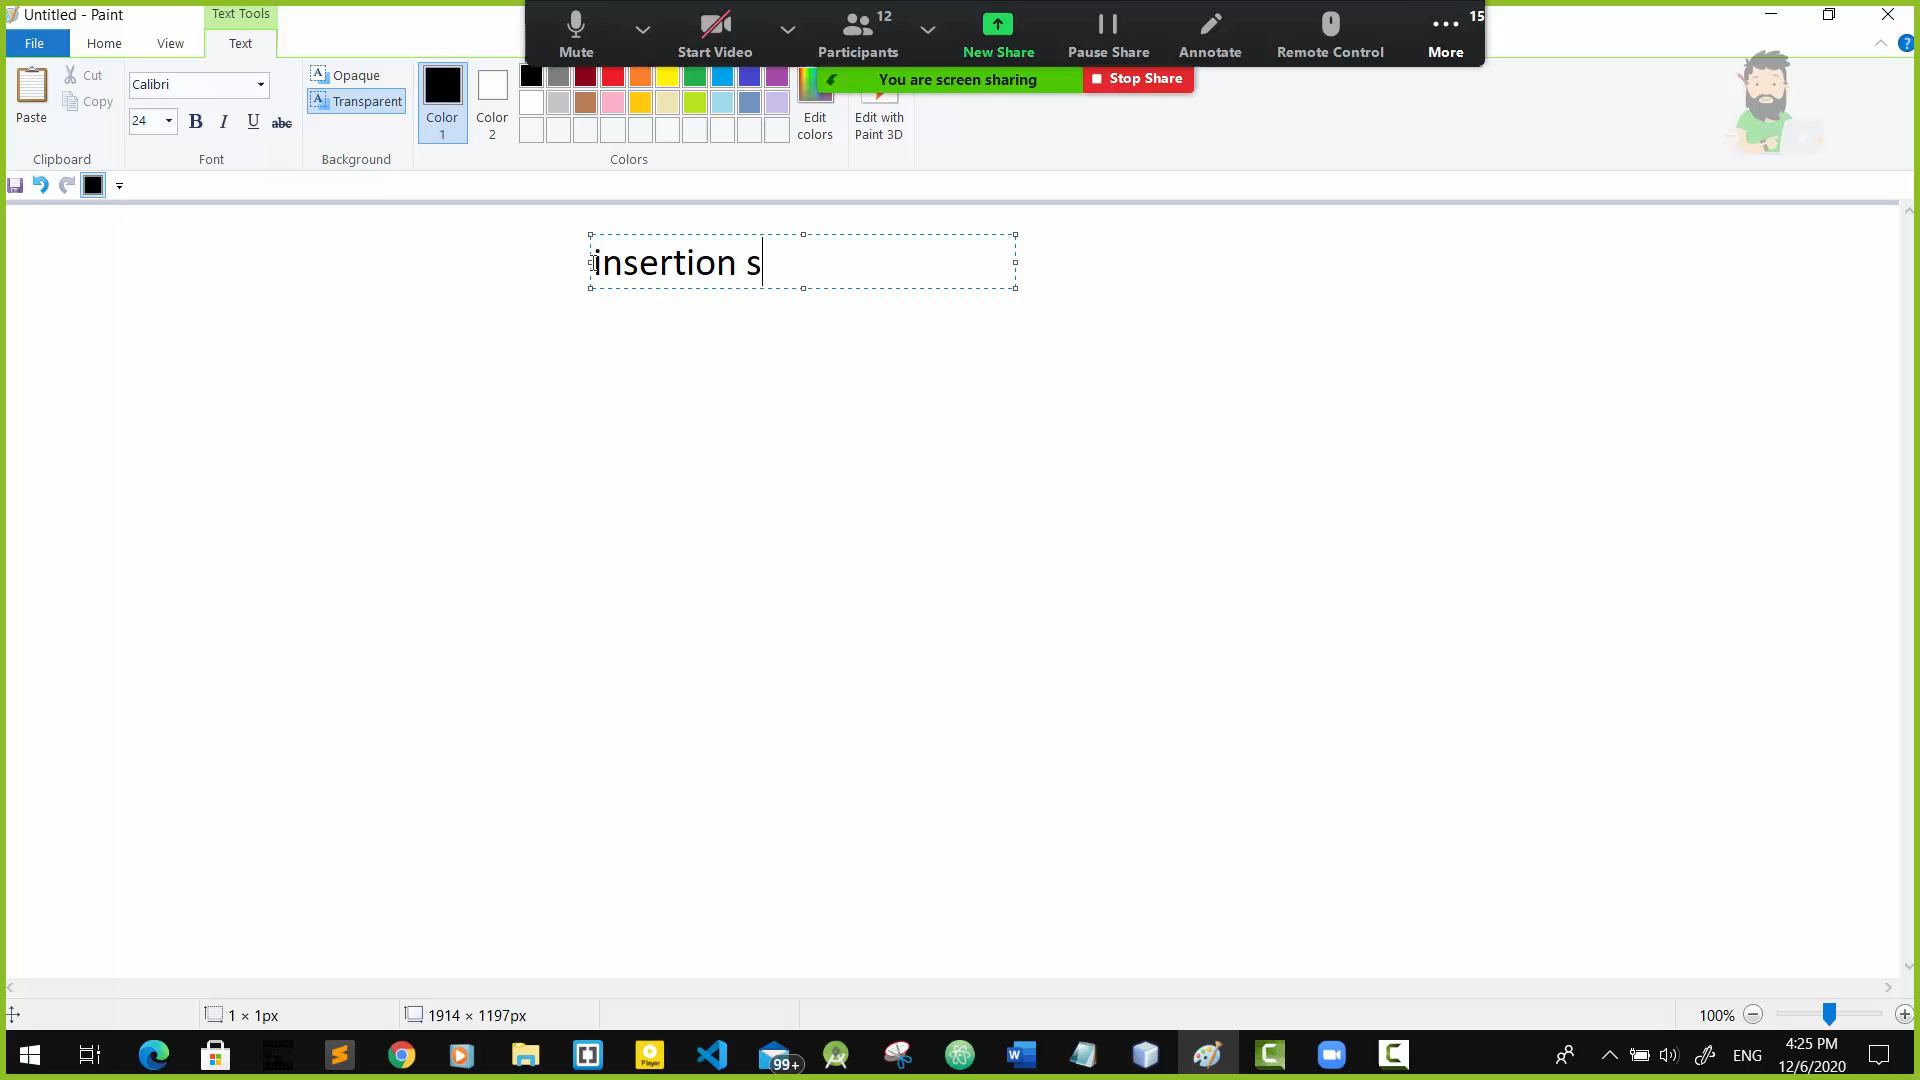 Untitled - Paint
Text Tools
File
Home
View
Text
Mute
Start Video
12
Participants
New Share
Pause Share
Annotate
Remote Control
15
More
You are screen sharing
Stop Share
Paste
Cut
Copy
Clipboard
Calibri
24
B
I
U
abc
Font
Opaque
Transparent
Background
Color
1
Color
2
Colors
Edit
colors
Edit with
Paint 3D
insertion s
1 × 1px
1914 × 1197px
100%
Player
99+
ENG
4:25 PM
12/6/2020